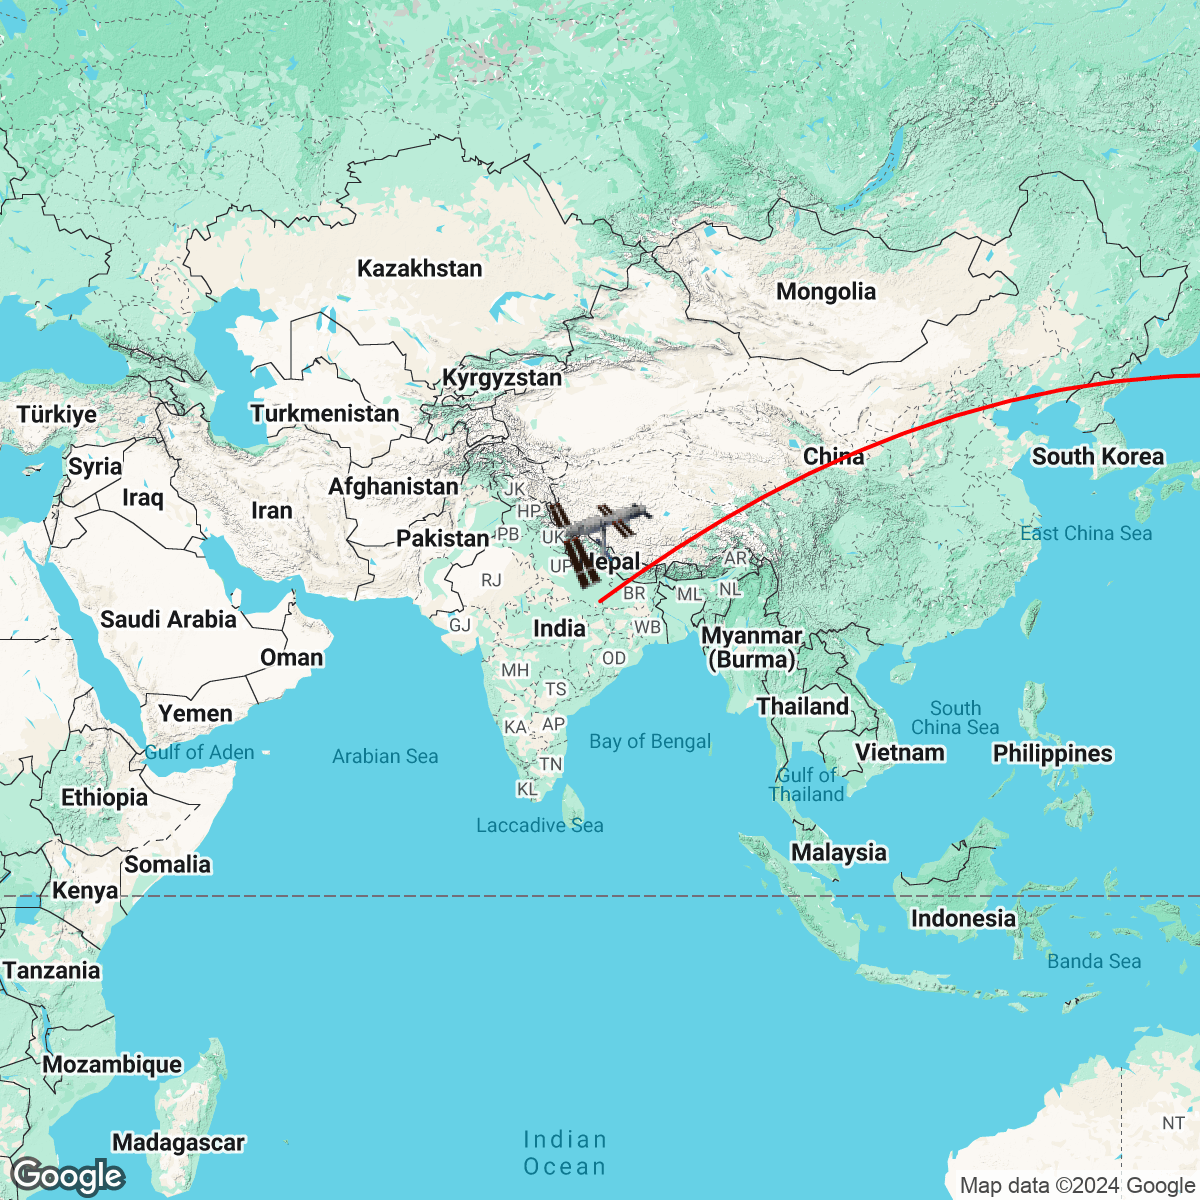 Kazakhstan
Mongolia
Kyrgyzstan
Türkiye
Turkmenistan
Syria
China
South Korea
Iraq
Afghanistan
JK
Iran
HP
Pakistan
PB
UK
East China Sea
Nepal
UP
AR
RJ
BR
ML
NL
Saudi Arabia
GJ
India
WB
Myanmar
(Burma)
Oman
OD
MH
TS
Yemen
Thailand
South
China Sea
KA
AP
Gulf of Aden
Arabian Sea
Bay of Bengal
Vietnam
Philippines
TN
Gulf of
Thailand
KL
Ethiopia
Laccadive Sea
Somalia
Malaysia
Kenya
Indonesia
Tanzania
Banda Sea
Mozambique
NT
Madagascar
Indian
Ocean
Google
Map data ©2024 Google